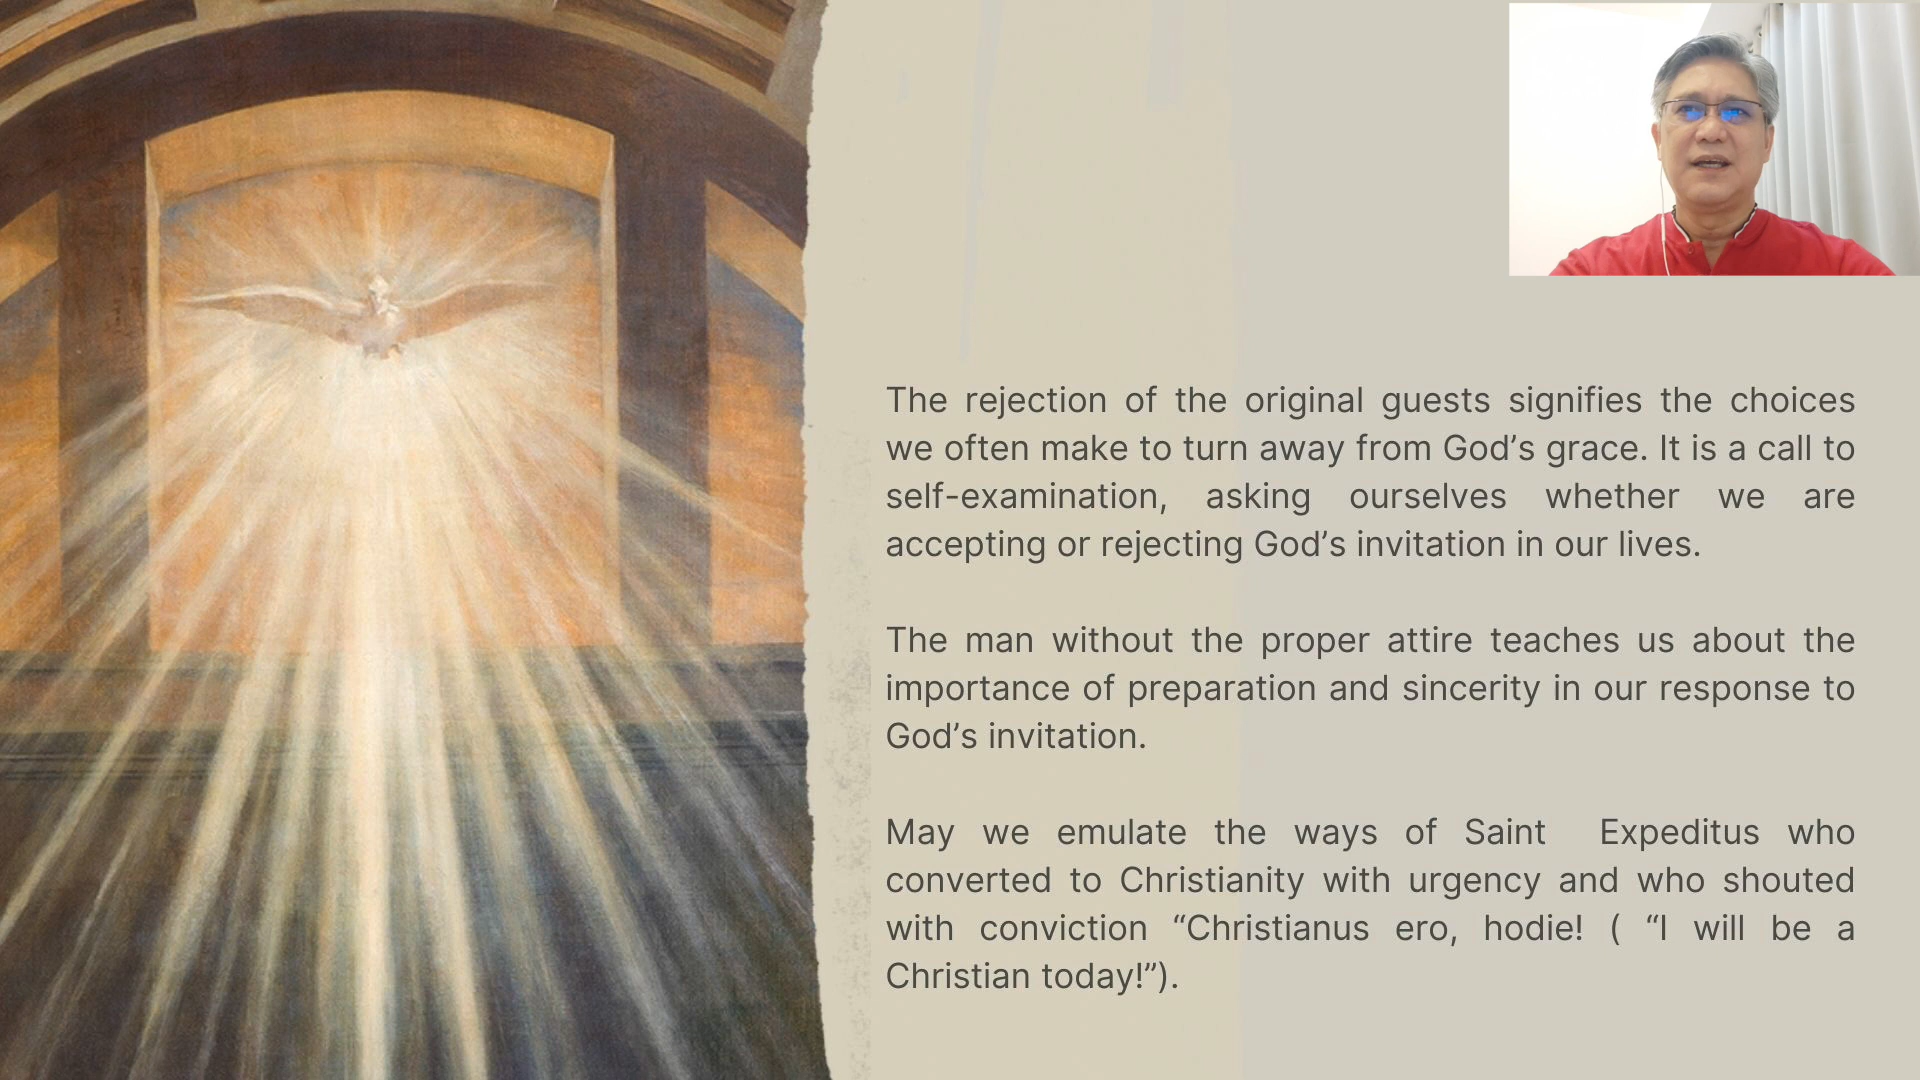 The rejection of the original guests signifies the choices
we often make to turn away from God’s grace. It is a call to
self-examination, asking ourselves whether we are
accepting or rejecting God’s invitation in our lives.
The man without the proper attire teaches us about the
importance of preparation and sincerity in our response to
God’s invitation.
May we emulate the ways of Saint  Expeditus who
converted to Christianity with urgency and who shouted
with conviction “Christianus ero, hodie! ( “I will be a
Christian today!”).